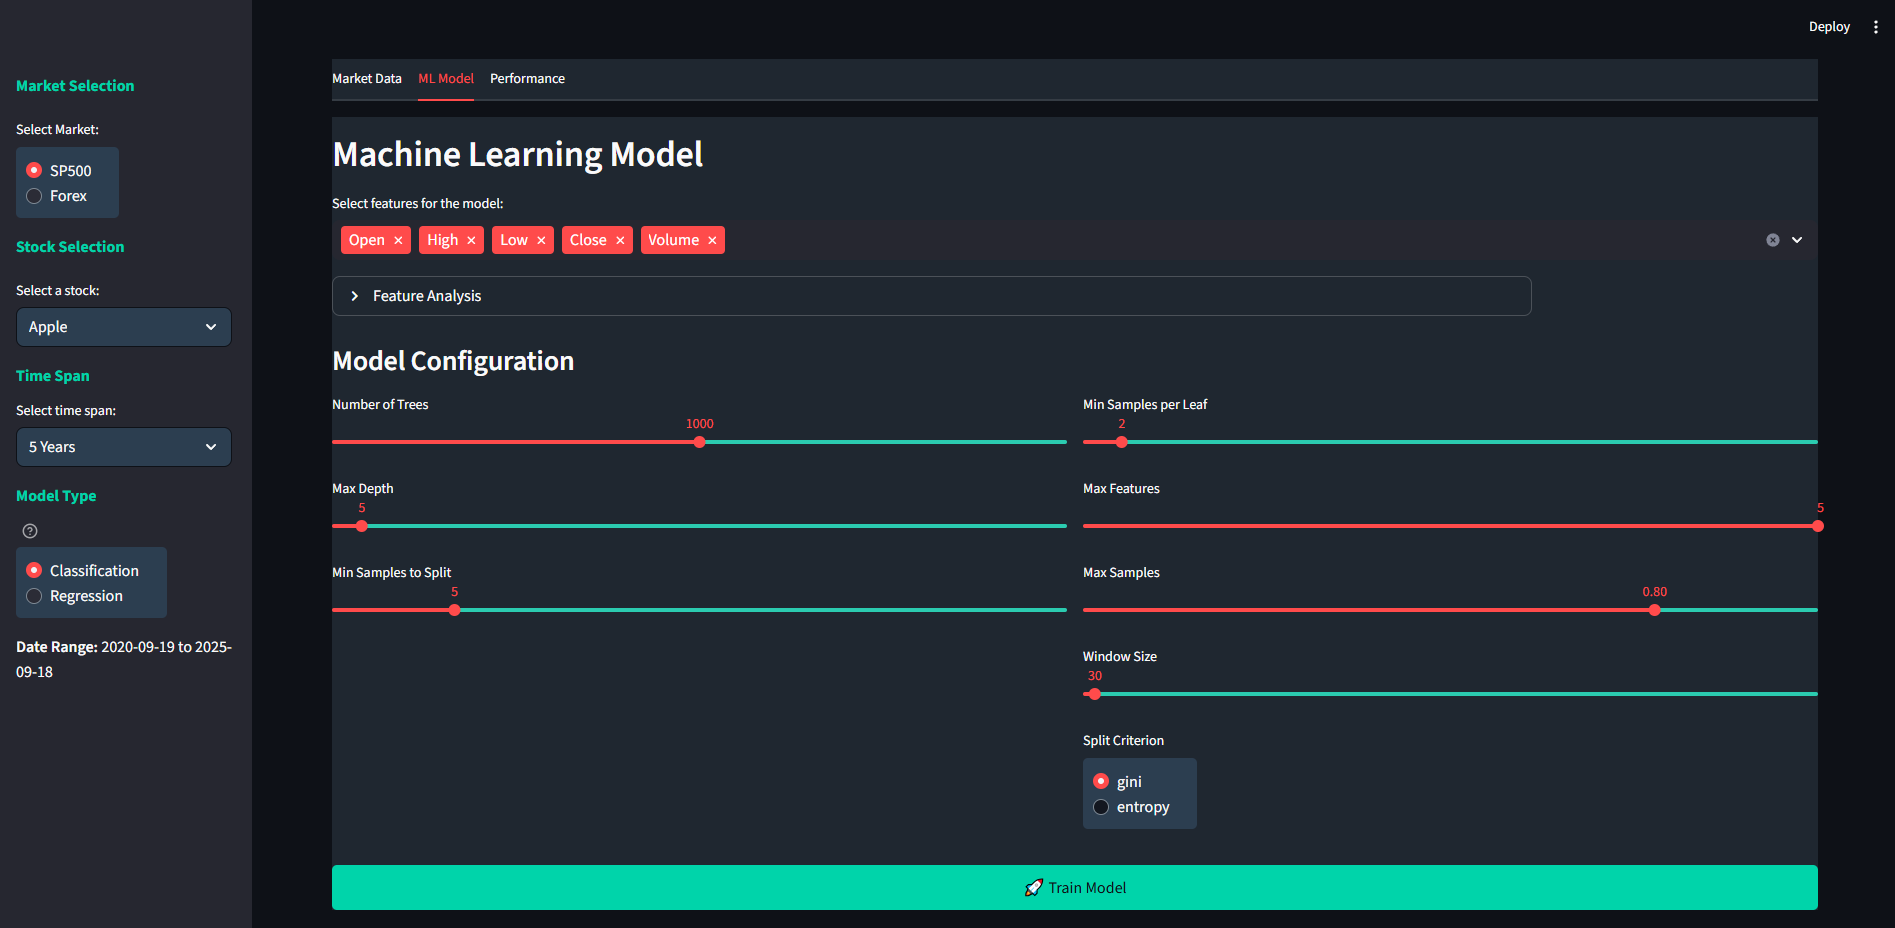 Deploy
Market Selection
Select Market:
SP500
Forex
Stock Selection
Select a stock:
Apple
Time Span
Select time span:
5 Years
Model Type
Classification
Regression
Date Range: 2020-09-19 to 2025-
09-18
Market Data ML Model Performance
Machine Learning Model
Select features for the model:
Open High Low Close Volume
Feature Analysis
Model Configuration
Number of Trees
1000
Max Depth
5
Min Samples to Split
5
Min Samples per Leaf
2
Max Features
5
Max Samples
0.80
Window Size
30
Split Criterion
gini
entropy
🚀 Train Model